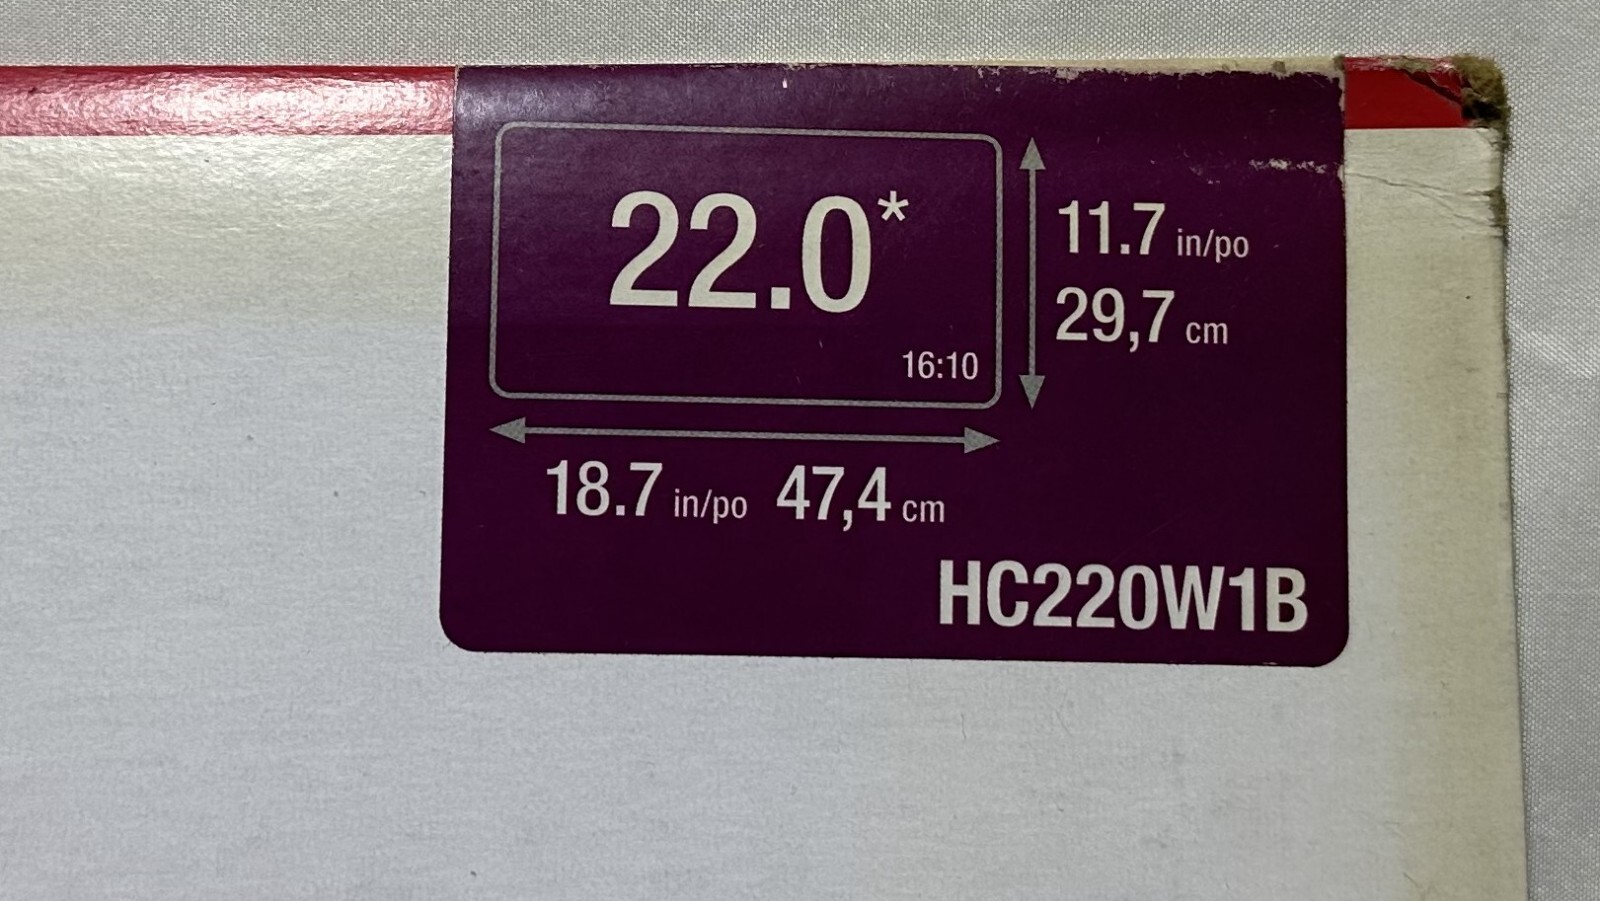 22.0*
16:10
11.7 in/po
29,7 cm
18.7 in/po 47,4 cm
HC220W1B